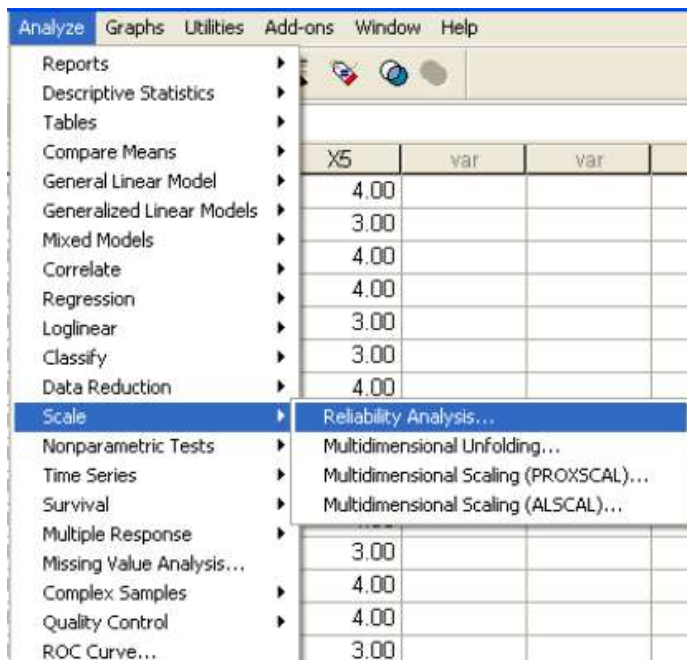 Analyze Graphs Utilities Add-ons Window Help
Reports
Descriptive Statistics
Tables
Compare Means
General Linear Model
Generalized Linear Models
Mixed Models
Correlate
Regression
Loglinear
Classify
Data Reduction
Scale
Nonparametric Tests
Time Series
Survival
Multiple Response
Missing Value Analysis...
Complex Samples
Quality Control
ROC Curve...
Reliability Analysis...
Multidimensional Unfolding...
Multidimensional Scaling (PROXSCAL)...
Multidimensional Scaling (ALSCAL)...
X5 var var
4.00
3.00
4.00
4.00
3.00
3.00
4.00
3.00
4.00
4.00
3.00